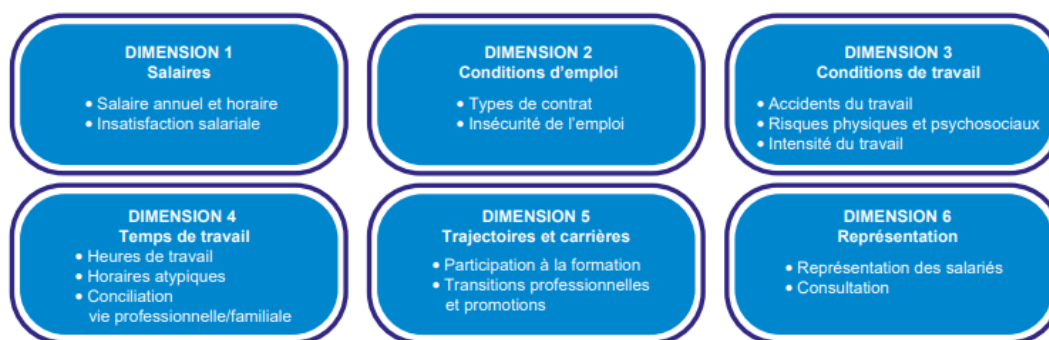 DIMENSION 1
Salaires
• Salaire annuel et horaire
• Insatisfaction salariale
DIMENSION 2
Conditions d'emploi
• Types de contrat
• Insécurité de l'emploi
DIMENSION 3
Conditions de travail
• Accidents du travail
• Risques physiques et psychosociaux
• Intensité du travail
DIMENSION 4
Temps de travail
• Heures de travail
• Horaires atypiques
• Conciliation
vie professionnelle/familiale
DIMENSION 5
Trajectoires et carrières
• Participation à la formation
• Transitions professionnelles
et promotions
DIMENSION 6
Représentation
• Représentation des salariés
• Consultation